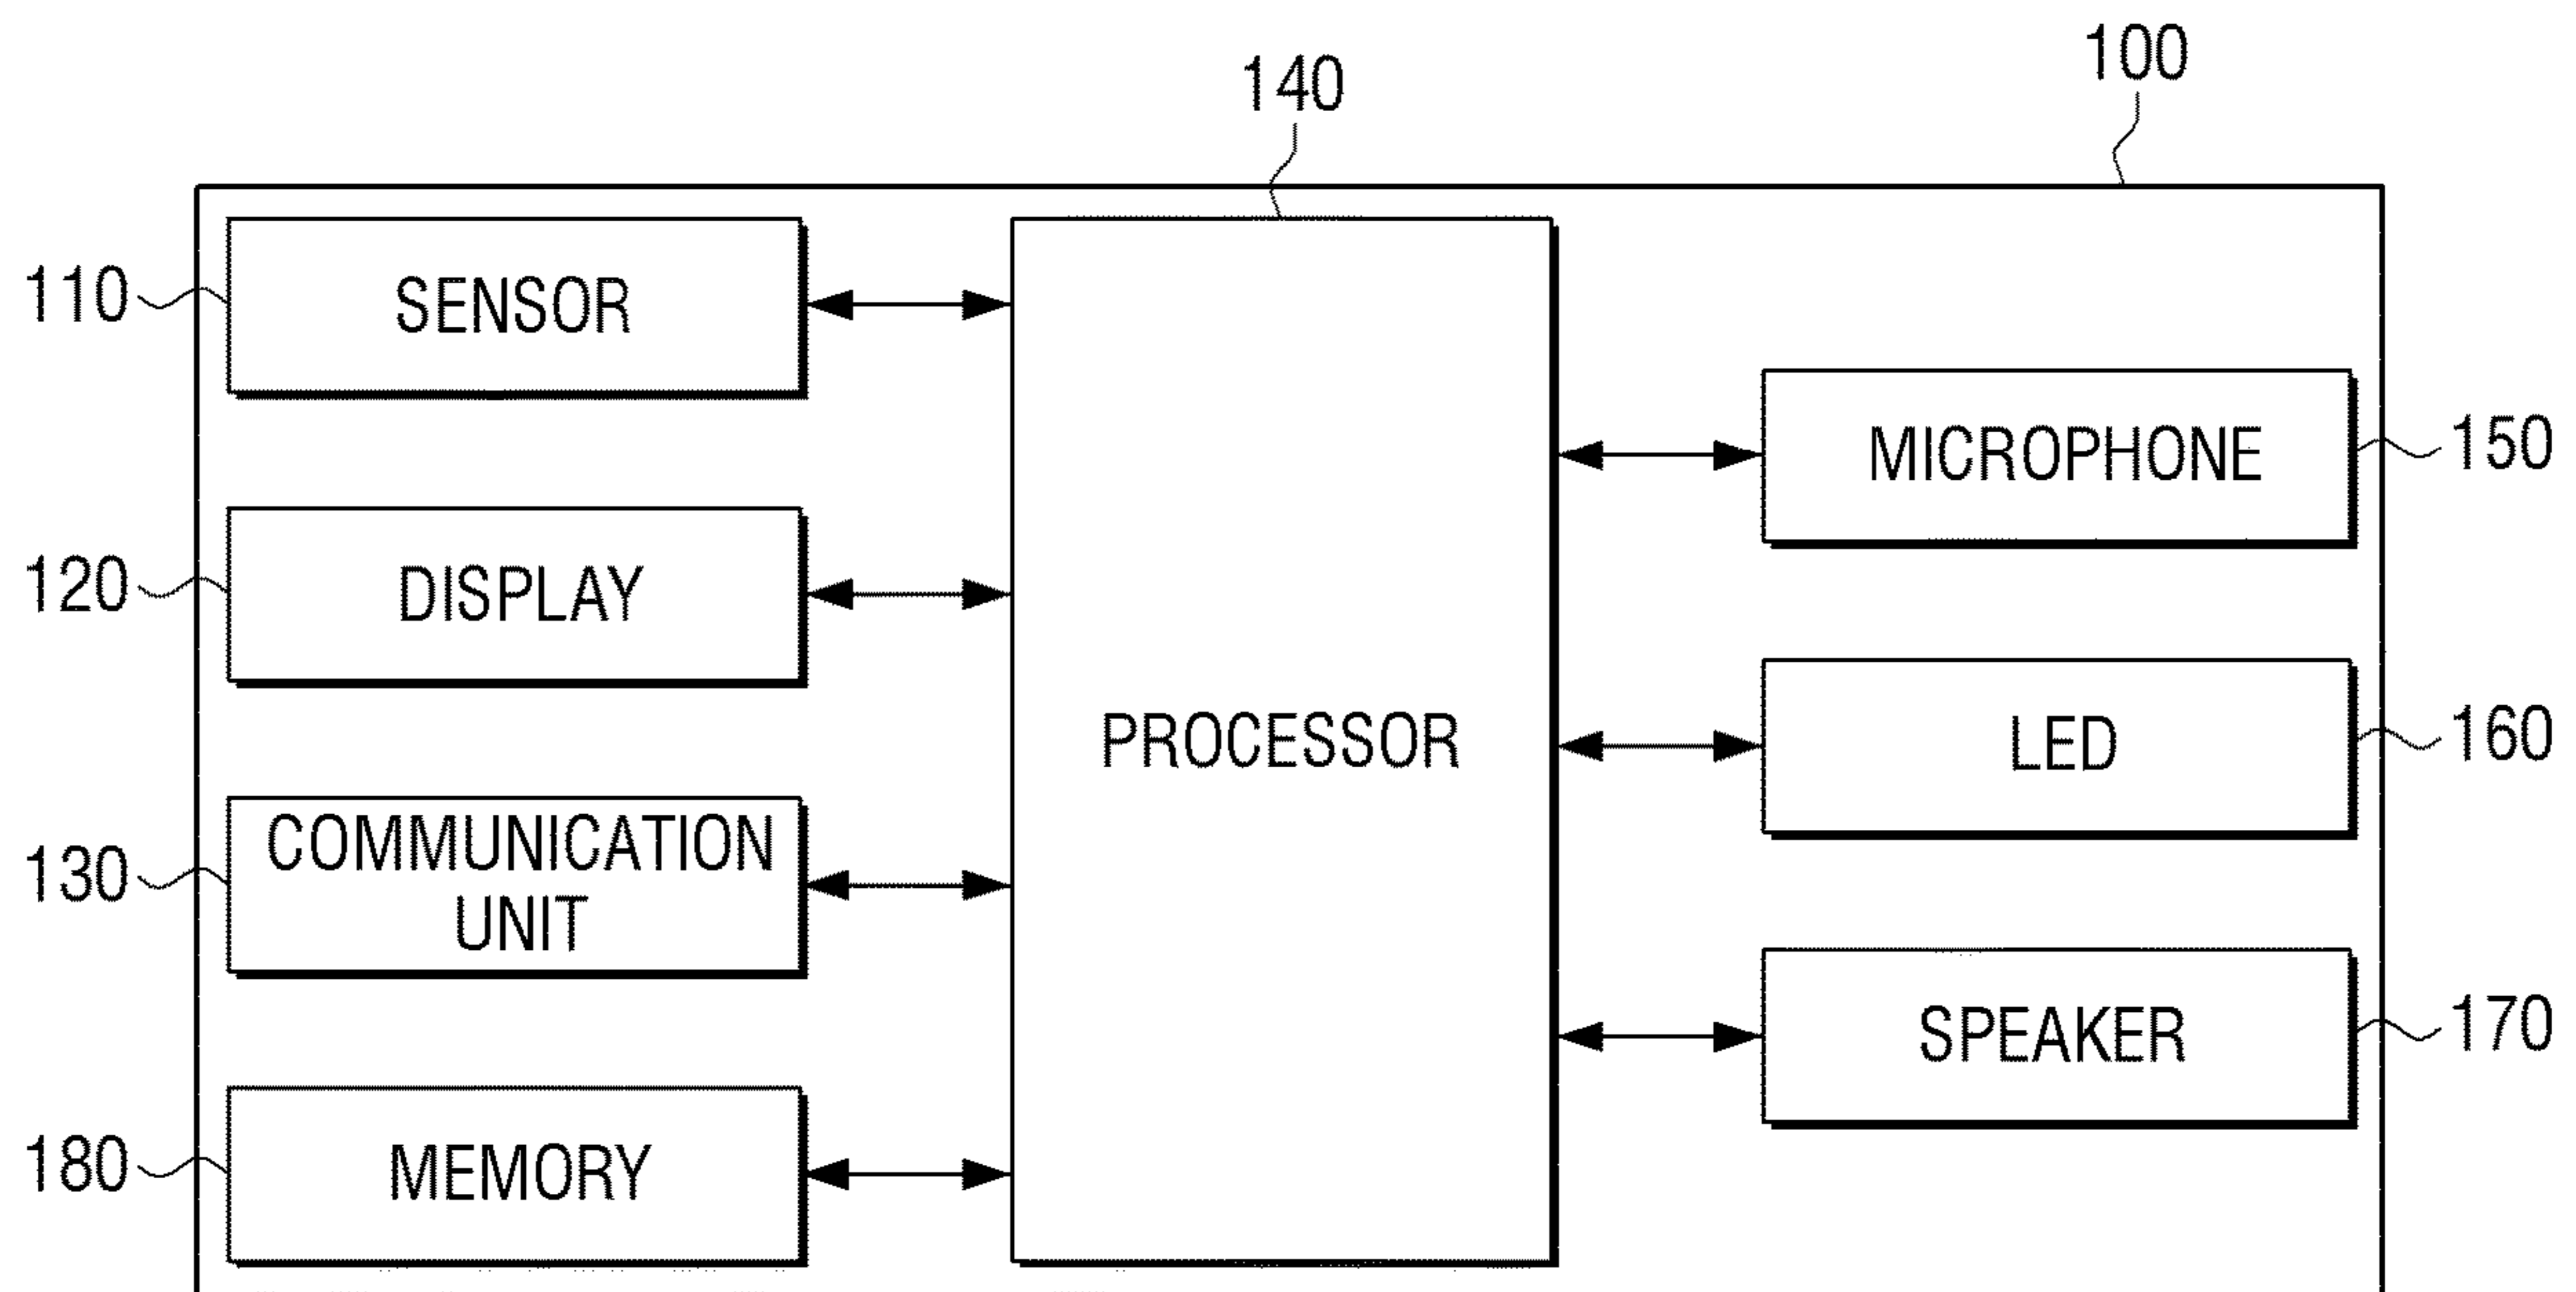 100
140
110
SENSOR
MICROPHONE
150
120
DISPLAY
PROCESSOR
LED
160
130
COMMUNICATION
UNIT
SPEAKER
170
180
MEMORY